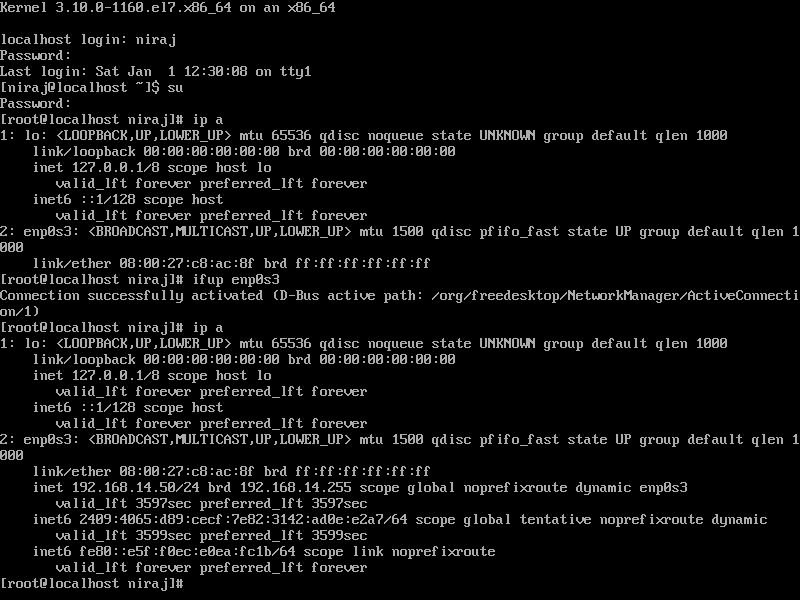 Kernel 3.10.0-1160.el7.x86_64 on an x86_64
localhost login: niraj
Password:
Last login: Sat Jan  1 12:30:08 on tty1
[niraj@localhost ~]$ su
Password:
[root@localhost niraj]# ip a
1: lo: <LOOPBACK,UP,LOWER_UP> mtu 65536 qdisc noqueue state UNKNOWN group default qlen 1000
    link/loopback 00:00:00:00:00:00 brd 00:00:00:00:00:00
    inet 127.0.0.1/8 scope host lo
       valid_lft forever preferred_lft forever
    inet6 ::1/128 scope host
       valid_lft forever preferred_lft forever
2: enp0s3: <BROADCAST,MULTICAST,UP,LOWER_UP> mtu 1500 qdisc pfifo_fast state UP group default qlen 1
000
    link/ether 08:00:27:c8:ac:8f brd ff:ff:ff:ff:ff:ff
[root@localhost niraj]# ifup enp0s3
Connection successfully activated (D-Bus active path: /org/freedesktop/NetworkManager/ActiveConnecti
on/1)
[root@localhost niraj]# ip a
1: lo: <LOOPBACK,UP,LOWER_UP> mtu 65536 qdisc noqueue state UNKNOWN group default qlen 1000
    link/loopback 00:00:00:00:00:00 brd 00:00:00:00:00:00
    inet 127.0.0.1/8 scope host lo
       valid_lft forever preferred_lft forever
    inet6 ::1/128 scope host
       valid_lft forever preferred_lft forever
2: enp0s3: <BROADCAST,MULTICAST,UP,LOWER_UP> mtu 1500 qdisc pfifo_fast state UP group default qlen 1
000
    link/ether 08:00:27:c8:ac:8f brd ff:ff:ff:ff:ff:ff
    inet 192.168.14.50/24 brd 192.168.14.255 scope global noprefixroute dynamic enp0s3
       valid_lft 3597sec preferred_lft 3597sec
    inet6 2409:4065:d89:cecf:7e82:3142:ad0e:e2a7/64 scope global tentative noprefixroute dynamic
       valid_lft 3599sec preferred_lft 3599sec
    inet6 fe80::e5f:f0ec:e0ea:fc1b/64 scope link noprefixroute
       valid_lft forever preferred_lft forever
[root@localhost niraj]#